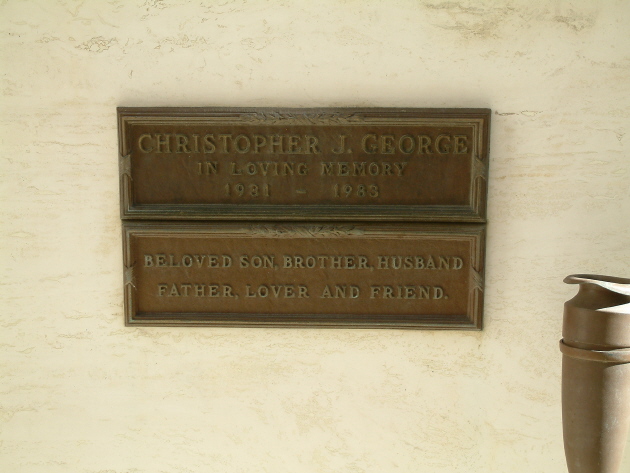 CHRISTOPHER J. GEORGE
IN LOVING MEMORY
1931 - 1983
BELOVED SON, BROTHER, HUSBAND
FATHER, LOVER AND FRIEND.